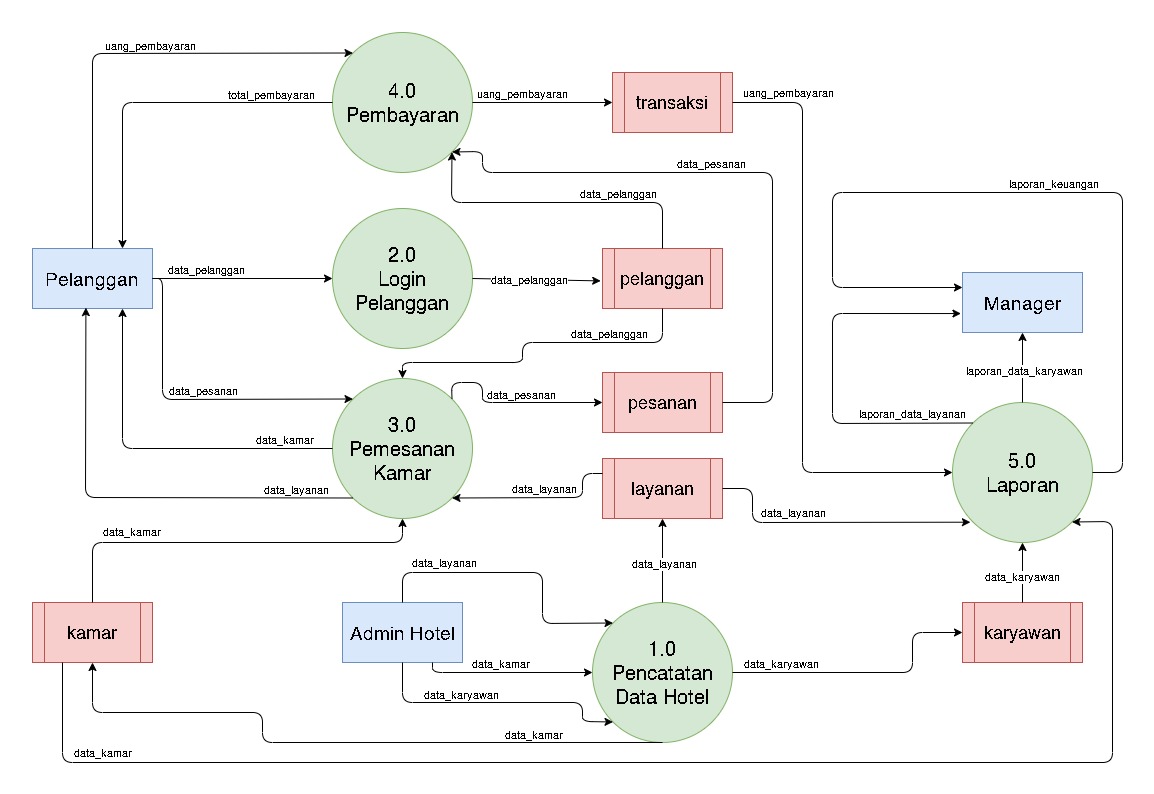 uang_pembayaran
4.0
Pembayaran
total_pembayaran
uang_pembayaran
transaksi
uang_pembayaran
data_pesanan
laporan_keuangan
data_pelanggan
2.0
Login
Pelanggan
Pelanggan
data_pelanggan
data_pelanggan
pelanggan
Manager
data_pelanggan
laporan_data_karyawan
data_pesanan
data_pesanan
pesanan
laporan_data_layanan
3.0
Pemesanan
Kamar
data_kamar
5.0
Laporan
data_layanan
data_layanan
layanan
data_layanan
data_kamar
data_layanan
data_layanan
data_karyawan
kamar
Admin Hotel
1.0
Pencatatan
Data Hotel
karyawan
data_kamar
data_karyawan
data_karyawan
data_kamar
data_kamar